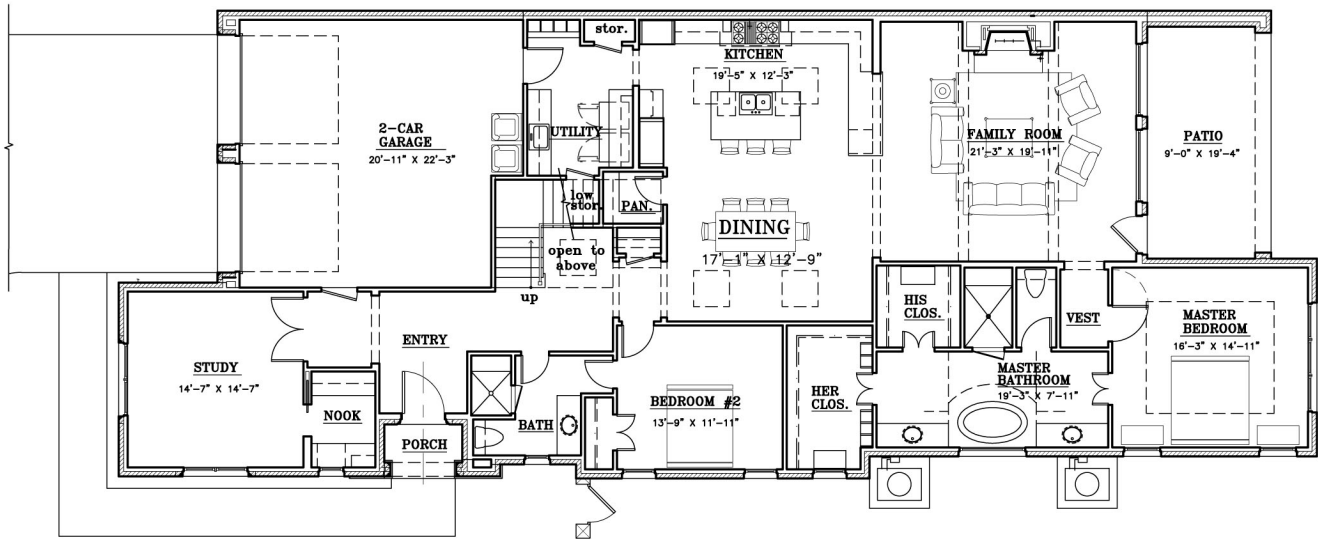 stor.
KITCHEN
19'-5" X 12'-3"
2-CAR
GARAGE
20'-11" X 22'-3"
UTILITY
FAMILY ROOM
21'-3" X 19'-11"
PATIO
9'-0" X 19'-4"
low
stor.
PAN.
DINING
17'-1" X 12'-9"
open to
above
up
HIS
CLOS.
VEST
MASTER
BEDROOM
16'-3" X 14'-11"
ENTRY
STUDY
14'-7" X 14'-7"
MASTER
BATHROOM
19'-3" X 7'-11"
HER
CLOS.
BEDROOM #2
13'-9" X 11'-11"
NOOK
BATH
PORCH